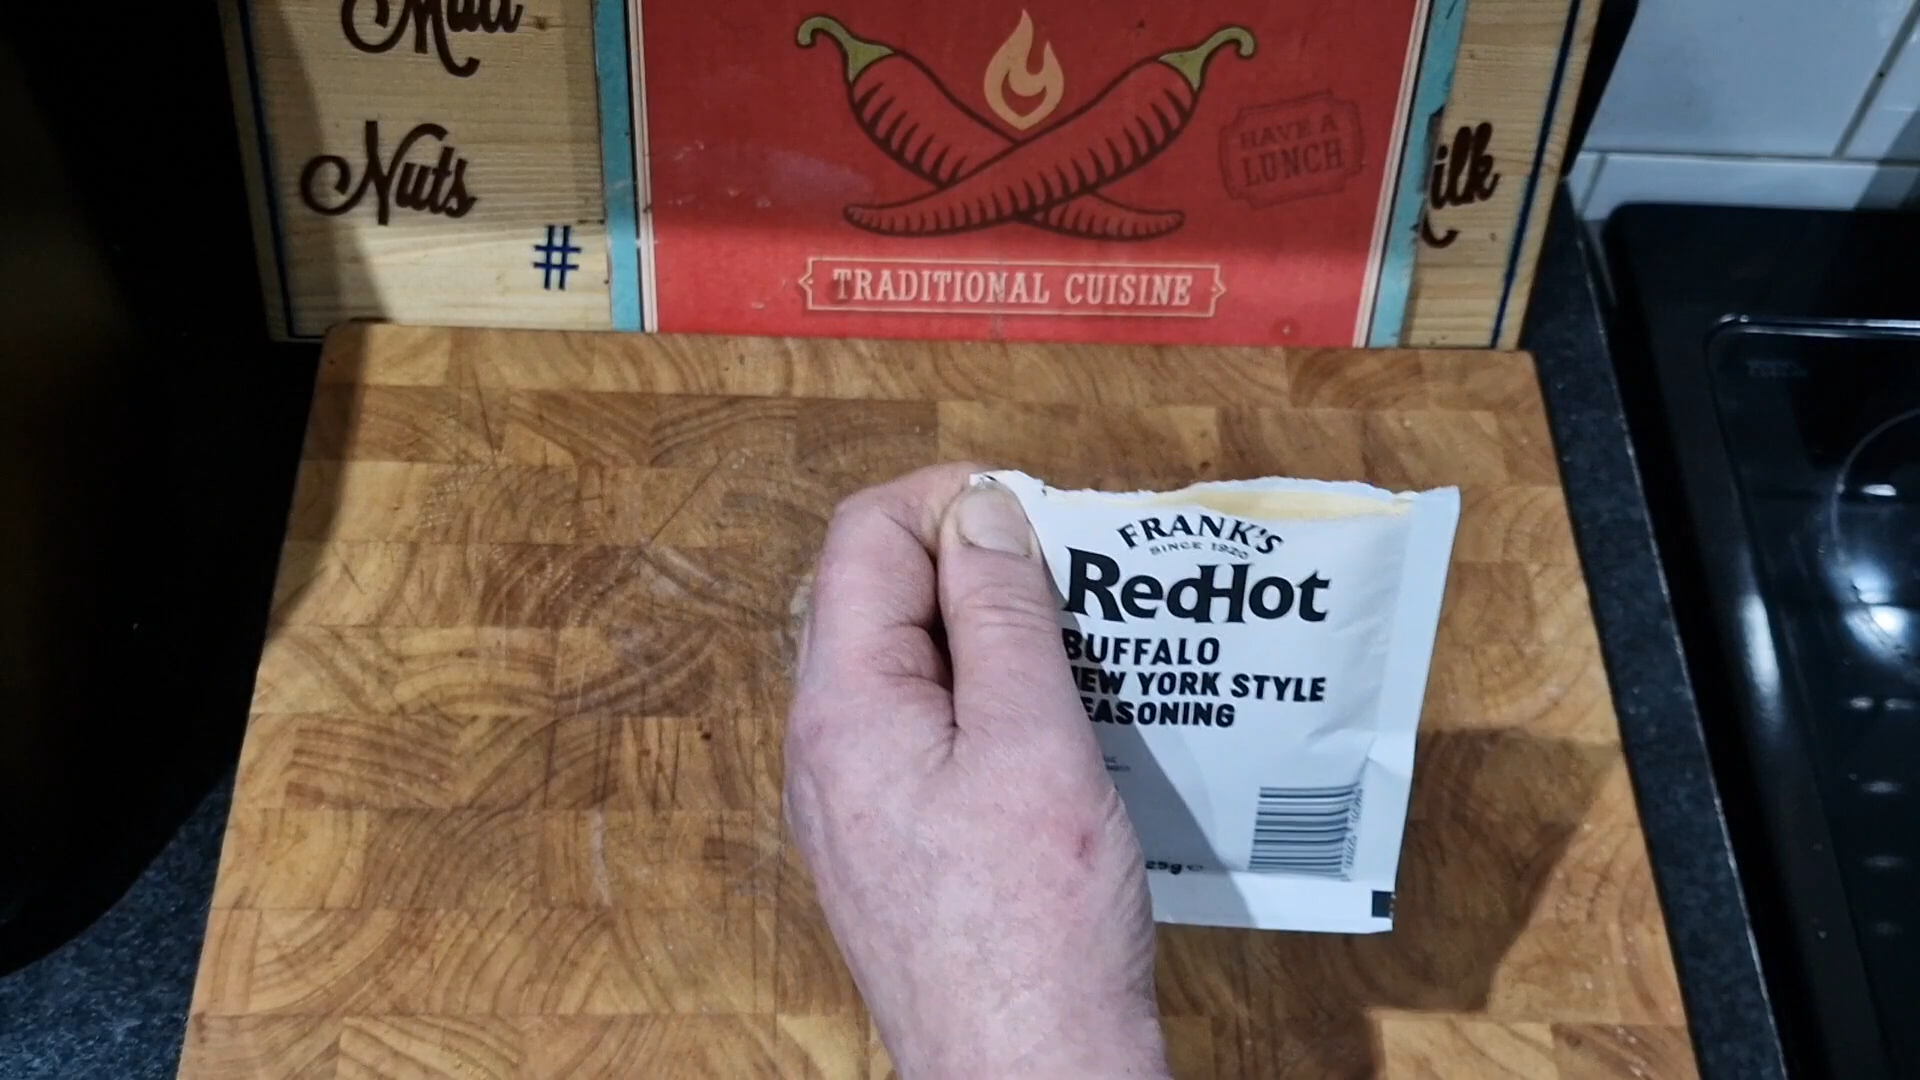 Nuts
#
HAVE A
LUNCH
ilk
TRADITIONAL CUISINE
FRANK'S
SINCE 1920
RedHot
BUFFALO
EW YORK STYLE
EASONING
25g e